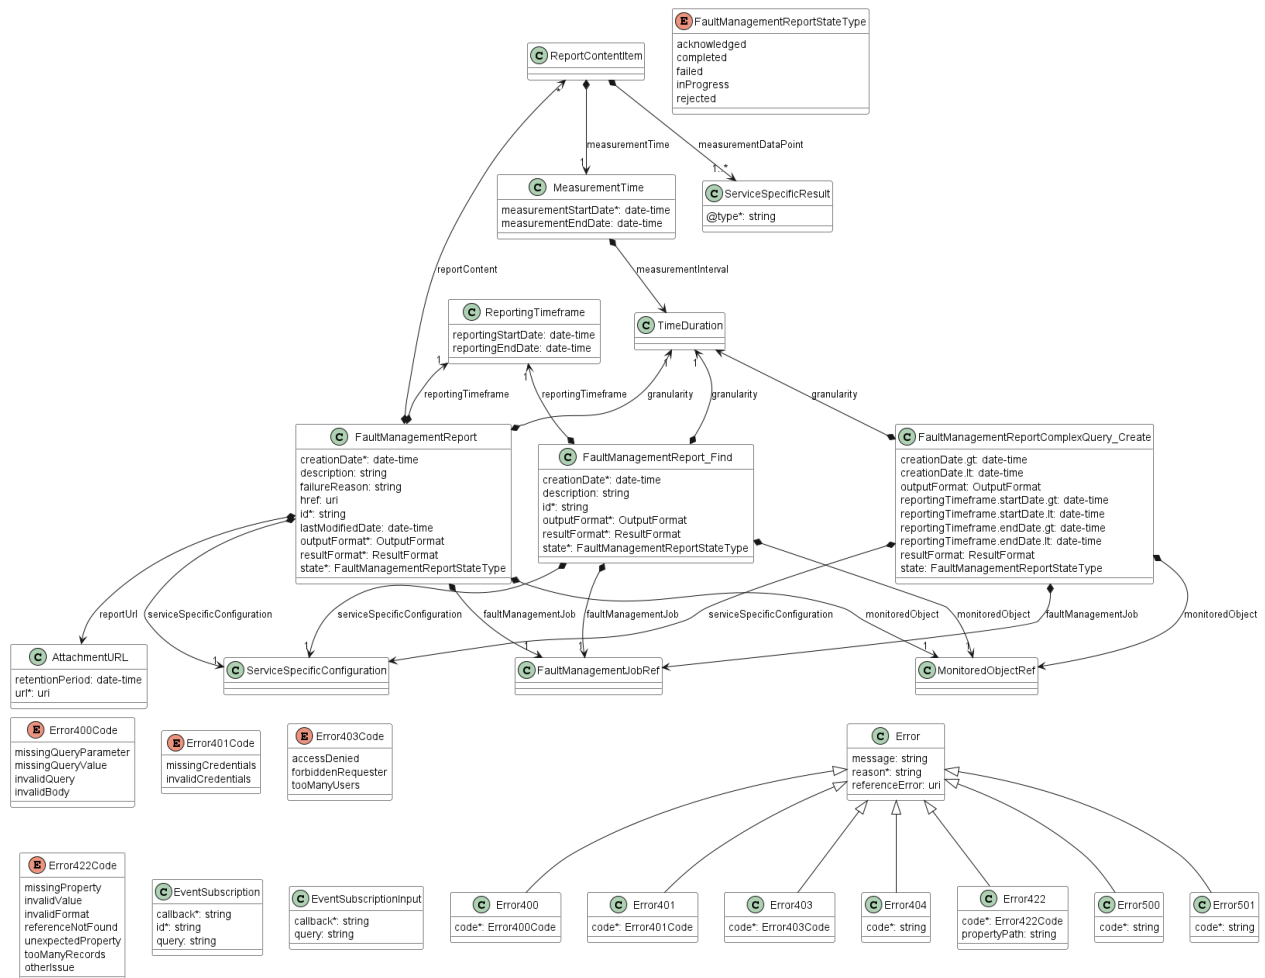 E FaultManagementReportStateType
acknowledged
completed
failed
inProgress
rejected
C ReportContentItem
*
measurementTime
measurementDataPoint
1
1..*
C MeasurementTime
measurementStartDate*: date-time
measurementEndDate: date-time
C ServiceSpecificResult
@type*: string
reportContent
measurementInterval
C ReportingTimeframe
reportingStartDate: date-time
reportingEndDate: date-time
C TimeDuration
1
1
1
1
reportingTimeframe
reportingTimeframe
granularity
granularity
granularity
C FaultManagementReport
creationDate*: date-time
description: string
failureReason: string
href: uri
id*: string
lastModifiedDate: date-time
outputFormat*: OutputFormat
resultFormat*: ResultFormat
state*: FaultManagementReportStateType
C FaultManagementReport_Find
creationDate*: date-time
description: string
id*: string
outputFormat*: OutputFormat
resultFormat*: ResultFormat
state*: FaultManagementReportStateType
C FaultManagementReportComplexQuery_Create
creationDate.gt: date-time
creationDate.lt: date-time
outputFormat: OutputFormat
reportingTimeframe.startDate.gt: date-time
reportingTimeframe.startDate.lt: date-time
reportingTimeframe.endDate.gt: date-time
reportingTimeframe.endDate.lt: date-time
resultFormat: ResultFormat
state: FaultManagementReportStateType
reportUrl
serviceSpecificConfiguration
serviceSpecificConfiguration
faultManagementJob
faultManagementJob
serviceSpecificConfiguration
monitoredObject
monitoredObject
faultManagementJob
monitoredObject
1
1
1
1
1
1
C AttachmentURL
retentionPeriod: date-time
url*: uri
C ServiceSpecificConfiguration
C FaultManagementJobRef
C MonitoredObjectRef
E Error400Code
missingQueryParameter
missingQueryValue
invalidQuery
invalidBody
E Error401Code
missingCredentials
invalidCredentials
E Error403Code
accessDenied
forbiddenRequester
tooManyUsers
C Error
message: string
reason*: string
referenceError: uri
E Error422Code
missingProperty
invalidValue
invalidFormat
referenceNotFound
unexpectedProperty
tooManyRecords
otherIssue
C EventSubscription
callback*: string
id*: string
query: string
C EventSubscriptionInput
callback*: string
query: string
C Error400
code*: Error400Code
C Error401
code*: Error401Code
C Error403
code*: Error403Code
C Error404
code*: string
C Error422
code*: Error422Code
propertyPath: string
C Error500
code*: string
C Error501
code*: string